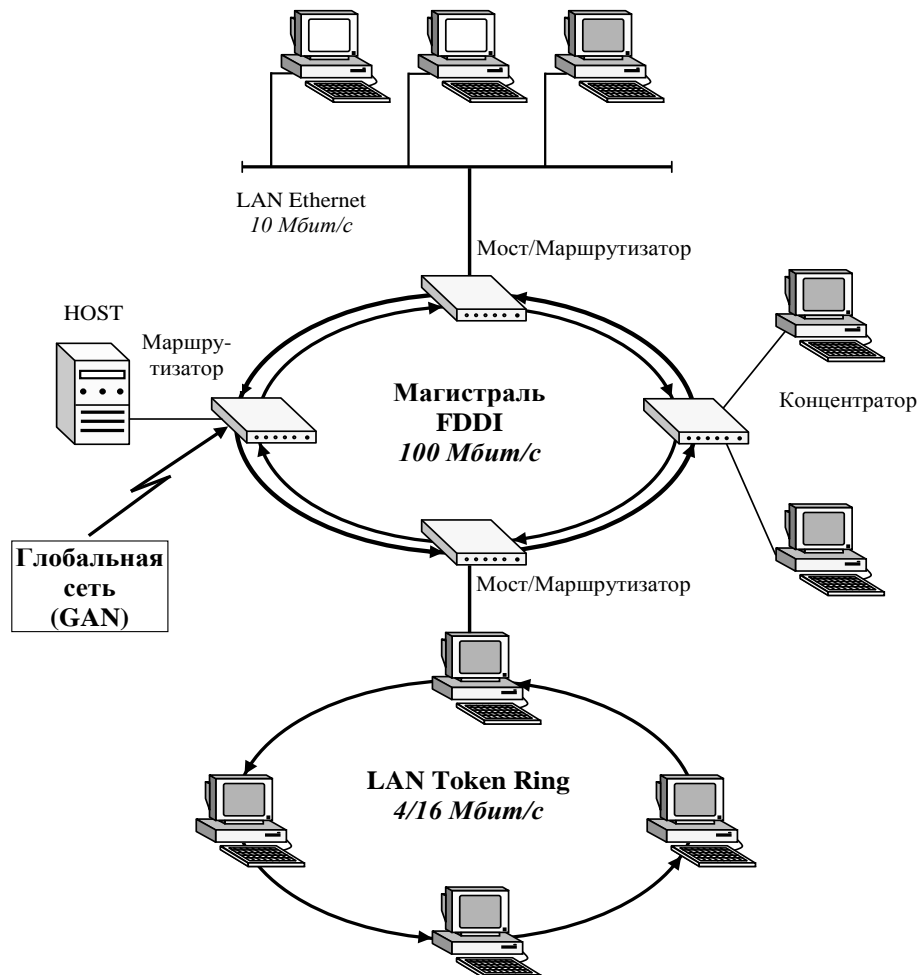 LAN Ethernet
10 Мбит/с
Мост/Маршрутизатор
HOST
Маршру-
тизатор
Магистраль
FDDI
100 Мбит/с
Концентратор
Глобальная
сеть
(GAN)
Мост/Маршрутизатор
LAN Token Ring
4/16 Мбит/с